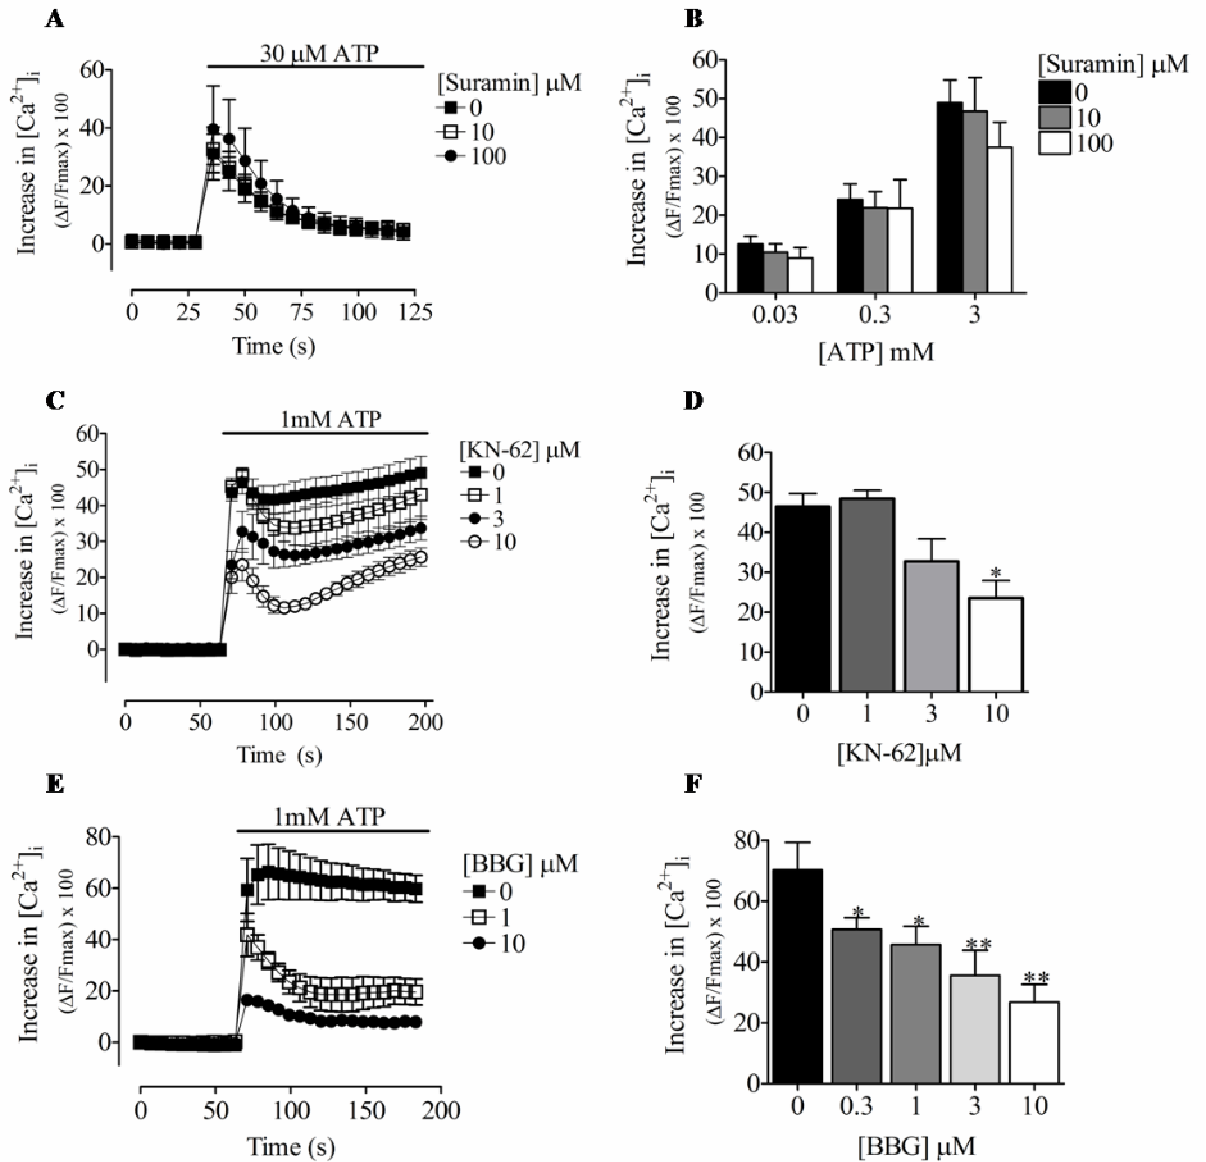 A
30 µM ATP
Increase in [Ca2+]i
(ΔF/Fmax) x 100
60
40
20
0
0 25 50 75 100 125
Time (s)
[Suramin] µM
0
10
100
B
Increase in [Ca2+]i
(ΔF/Fmax) x 100
60
50
40
30
20
10
0
0.03 0.3 3
[ATP] mM
[Suramin] µM
0
10
100
C
1mM ATP
Increase in [Ca2+]i
(ΔF/Fmax) x 100
60
50
40
30
20
10
0
0 50 100 150 200
Time (s)
[KN-62] µM
0
1
3
10
D
Increase in [Ca2+]i
(ΔF/Fmax) x 100
60
50
40
30
20
10
0
*
0 1 3 10
[KN-62]µM
E
1mM ATP
Increase in [Ca2+]i
(ΔF/Fmax) x 100
80
60
40
20
0
0 50 100 150 200
Time (s)
[BBG] µM
0
1
10
F
Increase in [Ca2+]i
(ΔF/Fmax) x 100
80
60
40
20
0
* * ** **
0 0.3 1 3 10
[BBG] µM